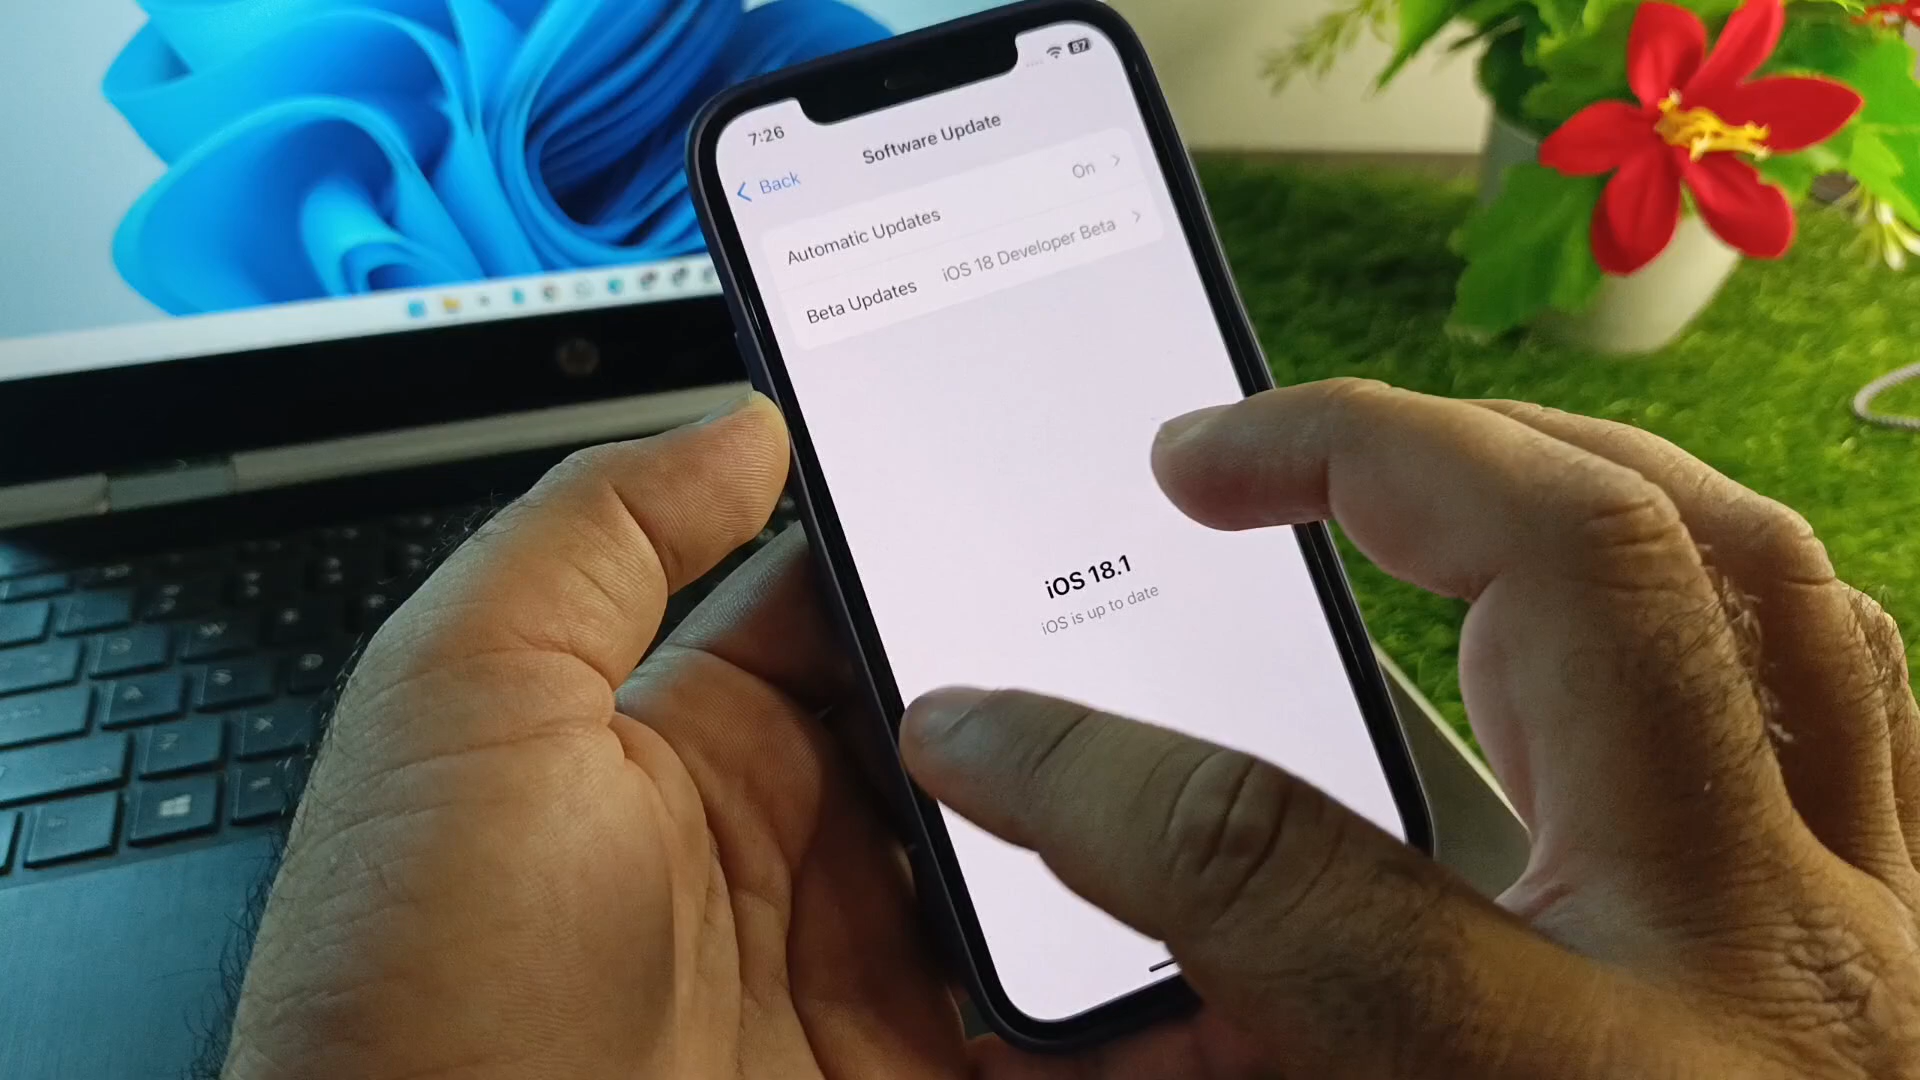 7:26
87
Back
Software Update
Automatic Updates
On
Beta Updates
iOS 18 Developer Beta
iOS 18.1
iOS is up to date